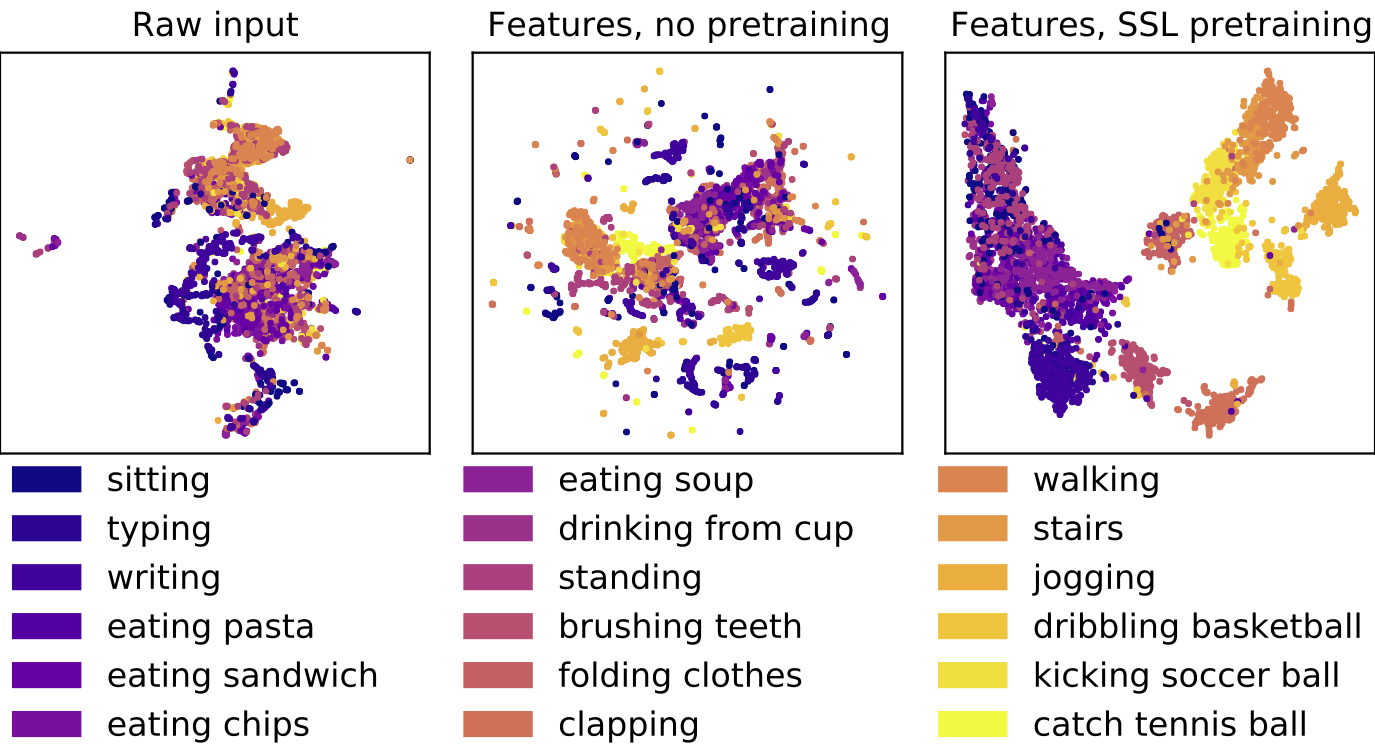 Raw input
Features, no pretraining
Features, SSL pretraining
sitting
typing
writing
eating pasta
eating sandwich
eating chips
eating soup
drinking from cup
standing
brushing teeth
folding clothes
clapping
walking
stairs
jogging
dribbling basketball
kicking soccer ball
catch tennis ball